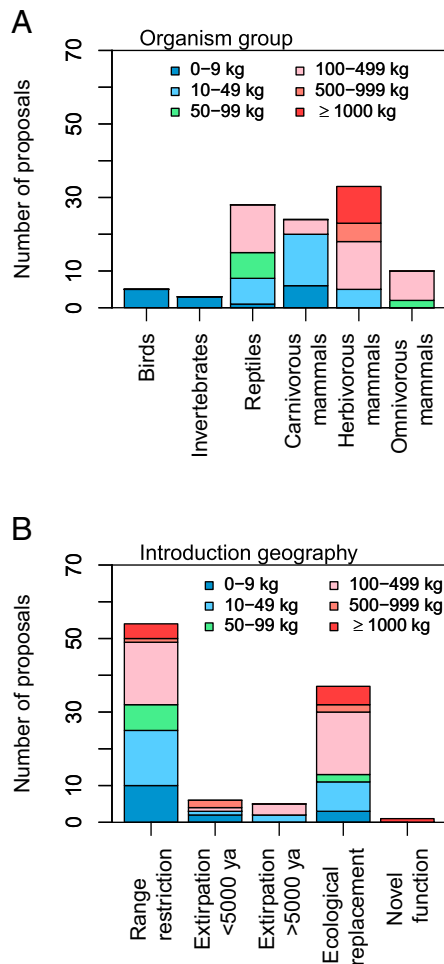 A
Organism group
0−9 kg
10−49 kg
50−99 kg
100−499 kg
500−999 kg
≥ 1000 kg
Number of proposals
70
50
30
10
0
Birds
Invertebrates
Reptiles
Carnivorous
mammals
Herbivorous
mammals
Omnivorous
mammals
B
Introduction geography
0−9 kg
10−49 kg
50−99 kg
100−499 kg
500−999 kg
≥ 1000 kg
Number of proposals
70
50
30
10
0
Range
restriction
Extirpation
<5000 ya
Extirpation
>5000 ya
Ecological
replacement
Novel
function